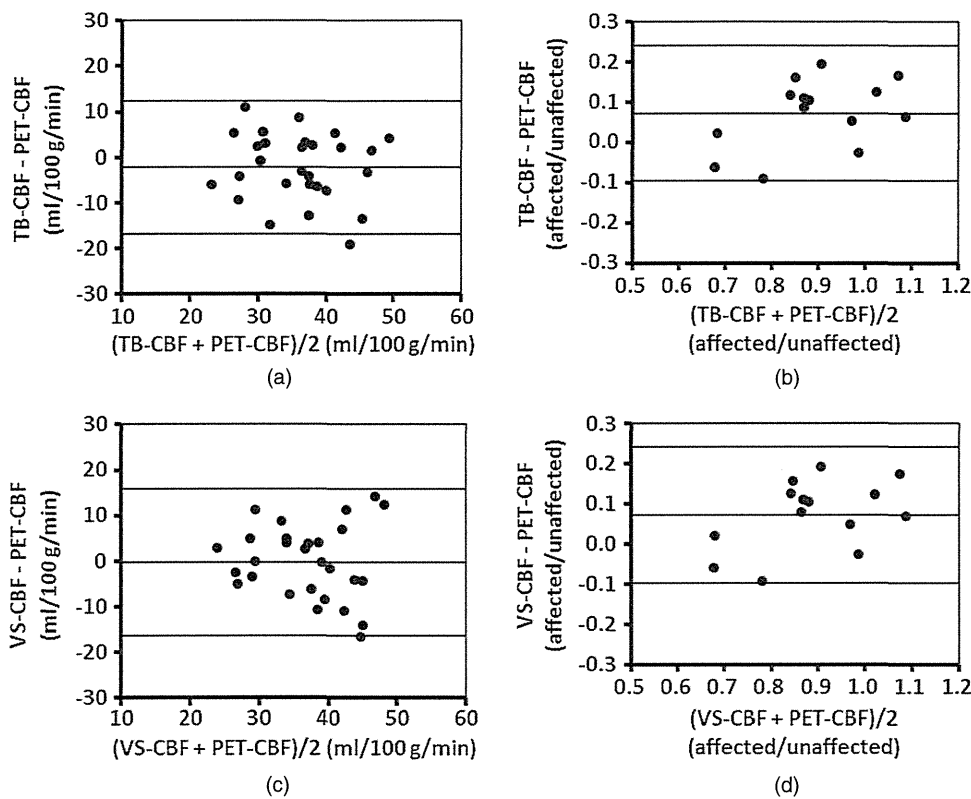 30
20
10
0
-10
-20
-30
TB-CBF - PET-CBF
(ml/100 g/min)
10 20 30 40 50 60
(TB-CBF + PET-CBF)/2 (ml/100 g/min)
(a)
0.3
0.2
0.1
0.0
-0.1
-0.2
-0.3
TB-CBF - PET-CBF
(affected/unaffected)
0.5 0.6 0.7 0.8 0.9 1.0 1.1 1.2
(TB-CBF + PET-CBF)/2
(affected/unaffected)
(b)
30
20
10
0
-10
-20
-30
VS-CBF - PET-CBF
(ml/100 g/min)
10 20 30 40 50 60
(VS-CBF + PET-CBF)/2 (ml/100 g/min)
(c)
0.3
0.2
0.1
0.0
-0.1
-0.2
-0.3
VS-CBF - PET-CBF
(affected/unaffected)
0.5 0.6 0.7 0.8 0.9 1.0 1.1 1.2
(VS-CBF + PET-CBF)/2
(affected/unaffected)
(d)